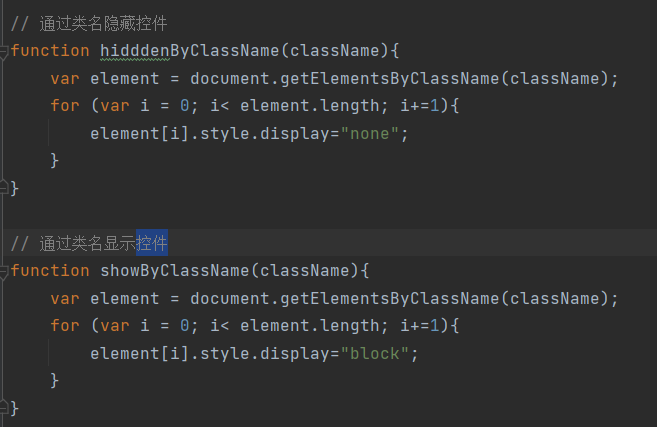 // 通过类名隐藏控件
function hidddenByClassName(className){
    var element = document.getElementsByClassName(className);
    for (var i = 0; i< element.length; i+=1){
        element[i].style.display="none";
    }
}
// 通过类名显示控件
function showByClassName(className){
    var element = document.getElementsByClassName(className);
    for (var i = 0; i< element.length; i+=1){
        element[i].style.display="block";
    }
}